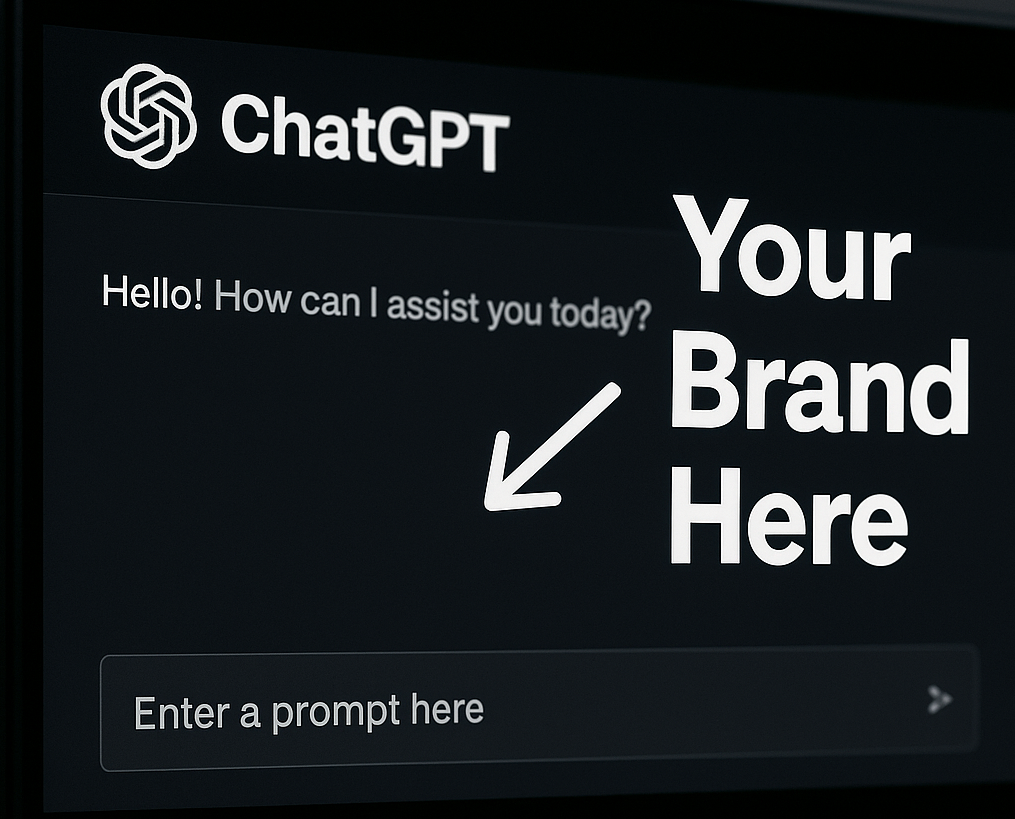 ChatGPT
Hello! How can I assist you today?
Your
Brand
Here
Enter a prompt here